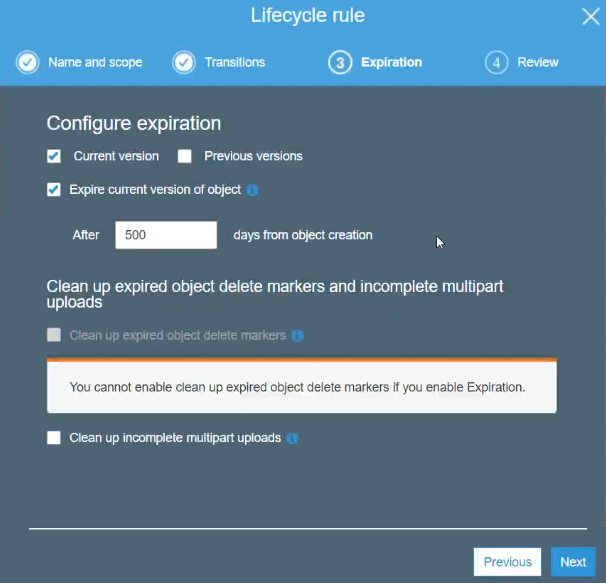 Lifecycle rule
Name and scope
Transitions
3 Expiration
4 Review
Configure expiration
Current version
Previous versions
Expire current version of object
After 500 days from object creation
Clean up expired object delete markers and incomplete multipart
uploads
Clean up expired object delete markers
You cannot enable clean up expired object delete markers if you enable Expiration.
Clean up incomplete multipart uploads
Previous
Next